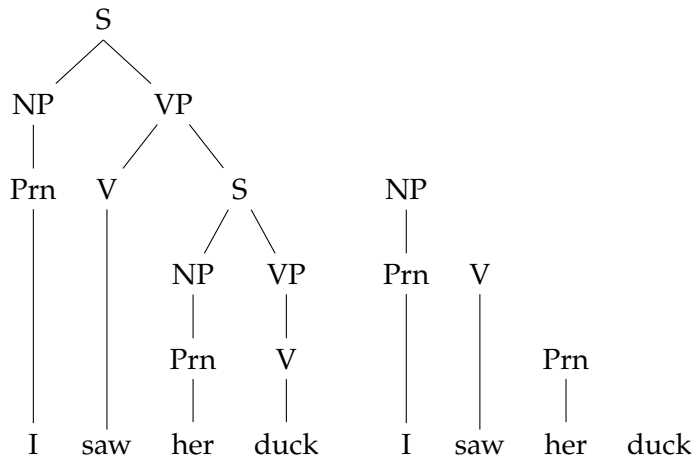 S
NP VP
Prn V S NP
NP VP Prn V
Prn V Prn
I saw her duck I saw her duck